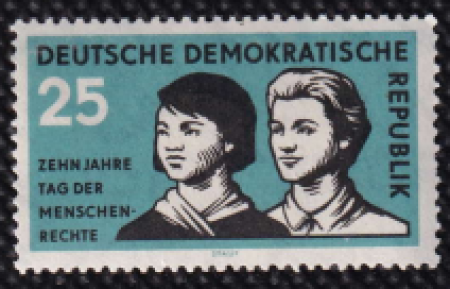 DEUTSCHE DEMOKRATISCHE
REPUBLIK
25
ZEHN JAHRE
TAG DER
MENSCHEN-
RECHTE